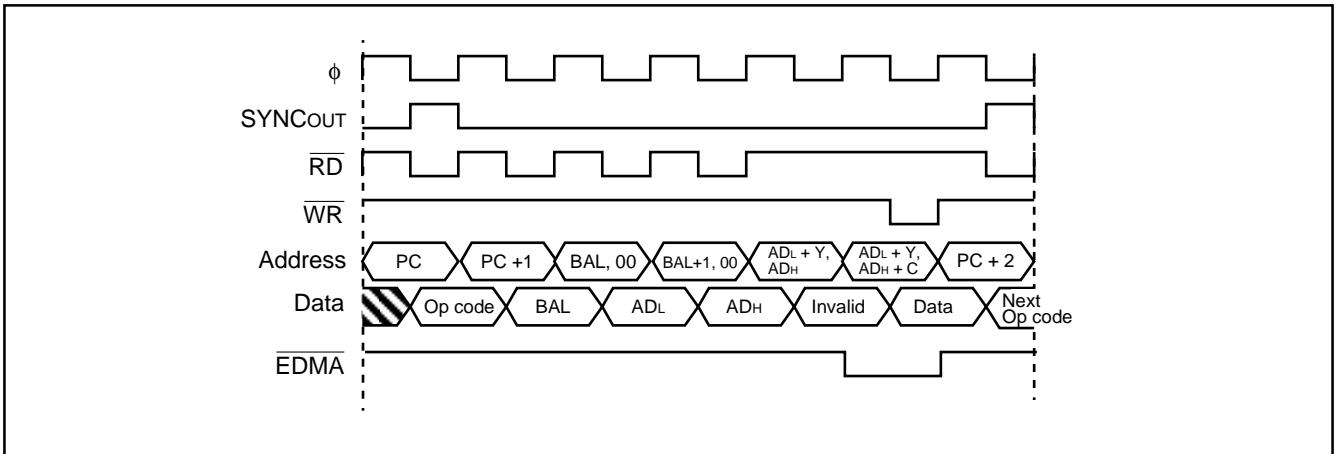 ϕ
SYNCOUT
RD
WR
Address PC PC +1 BAL, 00 BAL+1, 00 ADL + Y, ADH ADL + Y, ADH + C PC + 2
Data Op code BAL ADL ADH Invalid Data Next Op code
EDMA